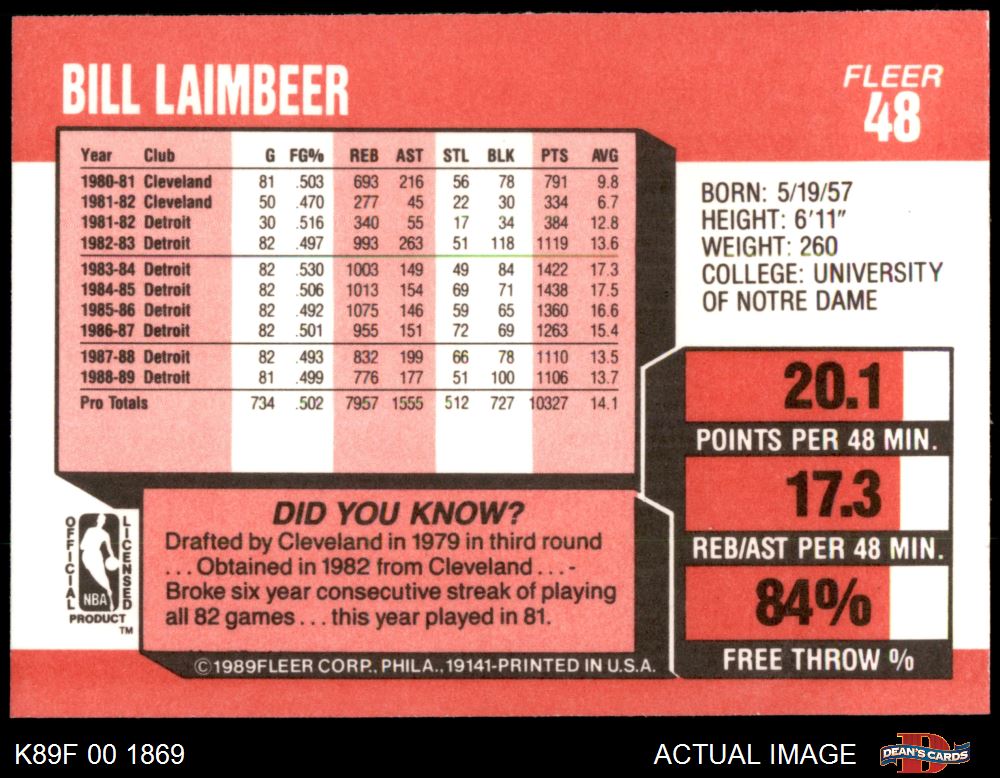 BILL LAIMBEER
FLEER
48
Year Club G FG% REB AST STL BLK PTS AVG
1980-81 Cleveland 81 .503 693 216 56 78 791 9.8
1981-82 Cleveland 50 .470 277 45 22 30 334 6.7
1981-82 Detroit 30 .516 340 55 17 34 384 12.8
1982-83 Detroit 82 .497 993 263 51 118 1119 13.6
1983-84 Detroit 82 .530 1003 149 49 84 1422 17.3
1984-85 Detroit 82 .506 1013 154 69 71 1438 17.5
1985-86 Detroit 82 .492 1075 146 59 65 1360 16.6
1986-87 Detroit 82 .501 955 151 72 69 1263 15.4
1987-88 Detroit 82 .493 832 199 66 78 1110 13.5
1988-89 Detroit 81 .499 776 177 51 100 1106 13.7
Pro Totals 734 .502 7957 1555 512 727 10327 14.1
BORN: 5/19/57
HEIGHT: 6'11"
WEIGHT: 260
COLLEGE: UNIVERSITY
OF NOTRE DAME
20.1
POINTS PER 48 MIN.
17.3
REB/AST PER 48 MIN.
84%
FREE THROW %
DID YOU KNOW?
Drafted by Cleveland in 1979 in third round
...Obtained in 1982 from Cleveland...-
Broke six year consecutive streak of playing
all 82 games...this year played in 81.
OFFICIAL
NBA
LICENSED
PRODUCT
TM
©1989FLEER CORP., PHILA., 19141-PRINTED IN U.S.A.
K89F 00 1869
ACTUAL IMAGE
DEAN'S CARDS